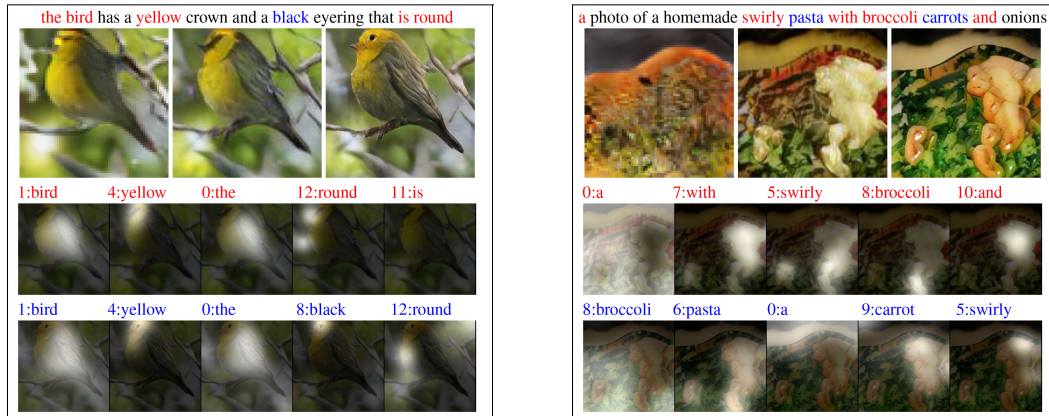 the bird has a yellow crown and a black eyering that is round
1:bird 4:yellow 0:the 12:round 11:is
1:bird 4:yellow 0:the 8:black 12:round
a photo of a homemade swirly pasta with broccoli carrots and onions
0:a 7:with 5:swirly 8:broccoli 10:and
8:broccoli 6:pasta 0:a 9:carrot 5:swirly